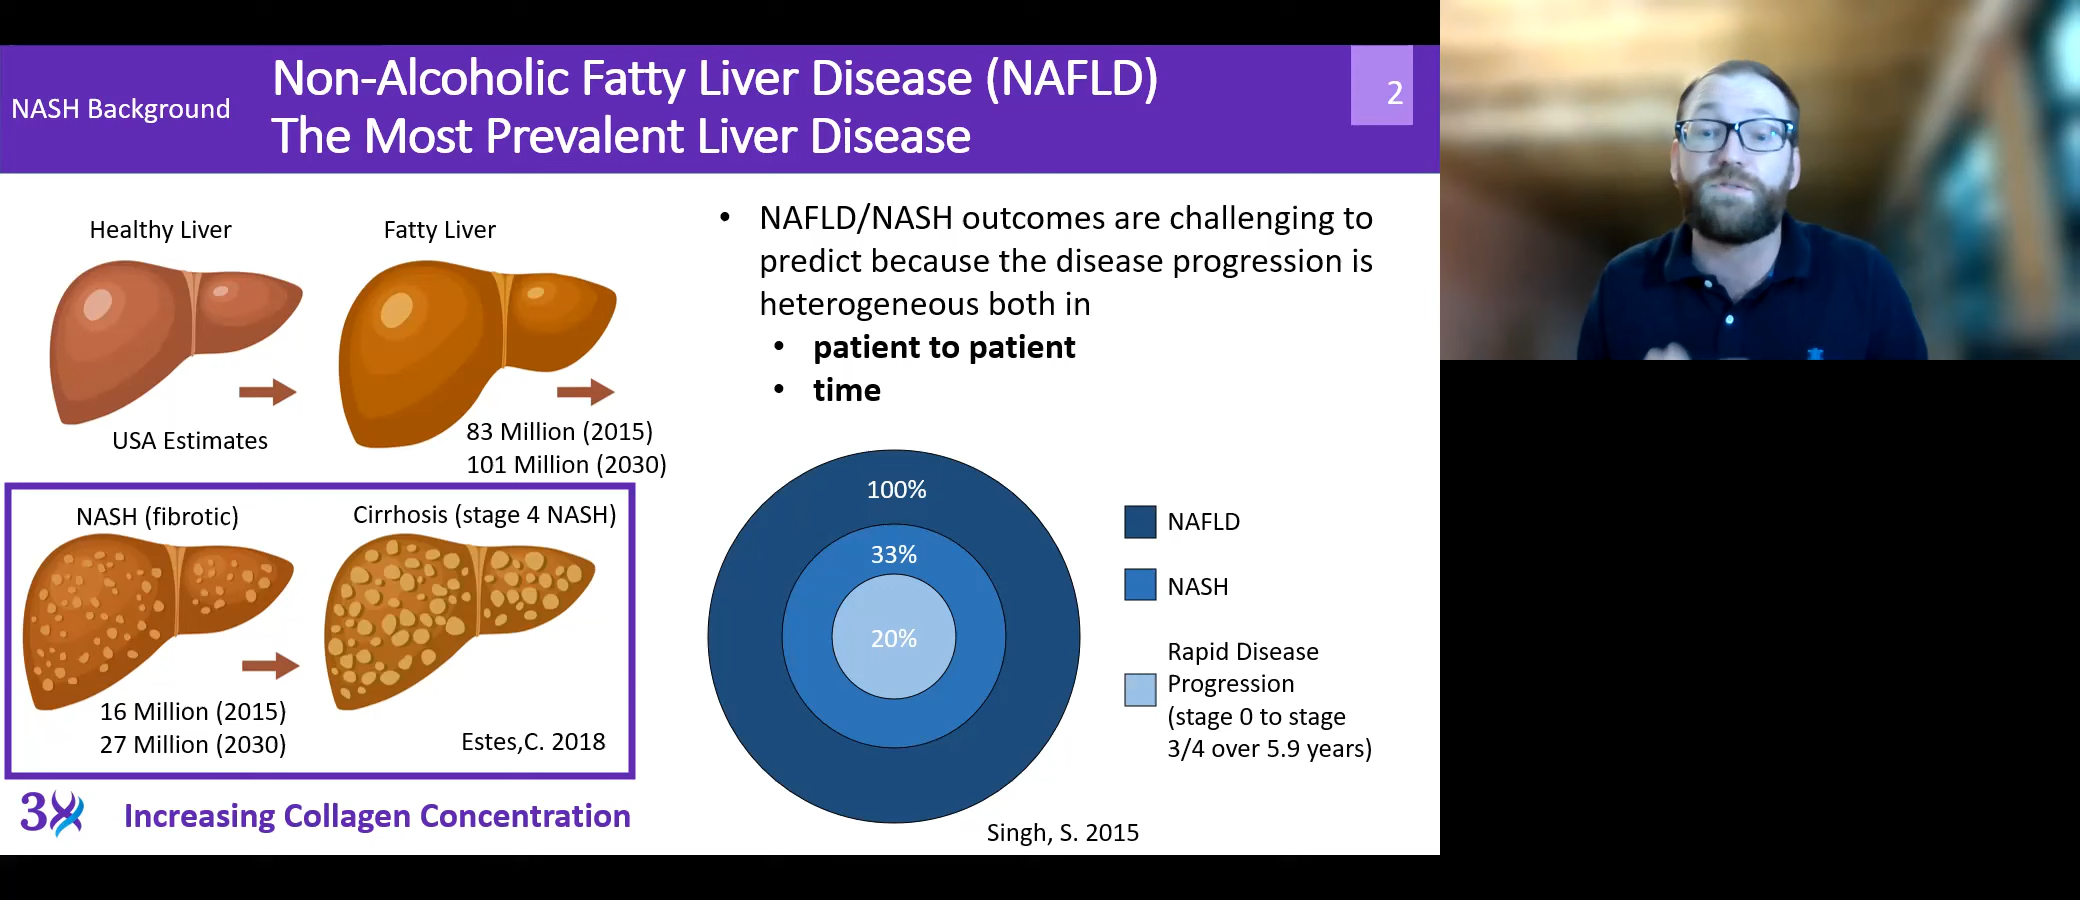 NASH Background
Non-Alcoholic Fatty Liver Disease (NAFLD)
The Most Prevalent Liver Disease
2
Healthy Liver
Fatty Liver
USA Estimates
83 Million (2015)
101 Million (2030)
NASH (fibrotic)
Cirrhosis (stage 4 NASH)
16 Million (2015)
27 Million (2030)
Estes,C. 2018
3X
Increasing Collagen Concentration
• NAFLD/NASH outcomes are challenging to
predict because the disease progression is
heterogeneous both in
• patient to patient
• time
100%
33%
20%
NAFLD
NASH
Rapid Disease
Progression
(stage 0 to stage
3/4 over 5.9 years)
Singh, S. 2015